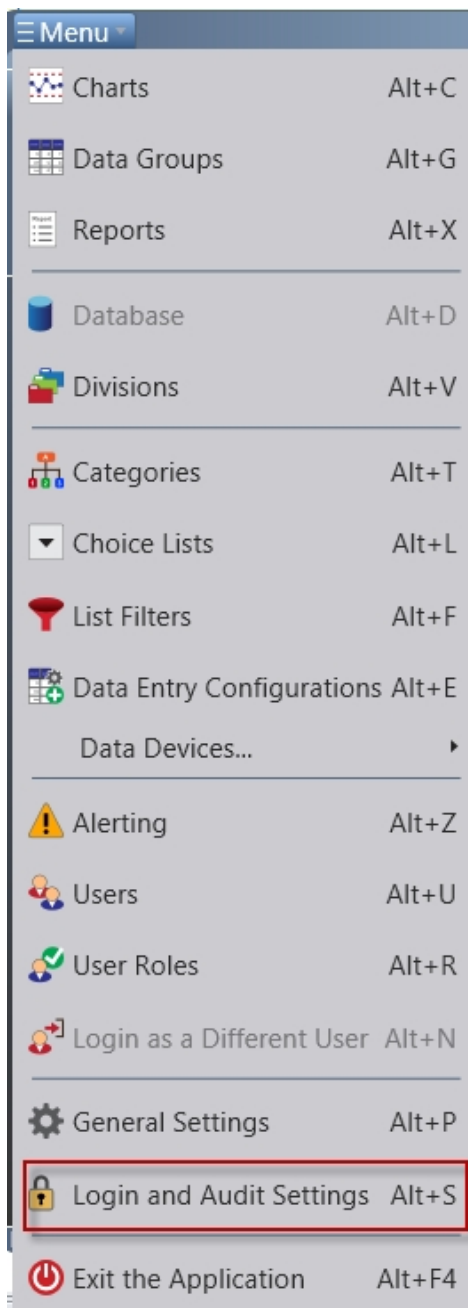 Menu
Charts Alt+C
Data Groups Alt+G
Report
Reports Alt+X
Database Alt+D
Divisions Alt+V
Categories Alt+T
Choice Lists Alt+L
List Filters Alt+F
Data Entry Configurations Alt+E
Data Devices...
Alerting Alt+Z
Users Alt+U
User Roles Alt+R
Login as a Different User Alt+N
General Settings Alt+P
Login and Audit Settings Alt+S
Exit the Application Alt+F4